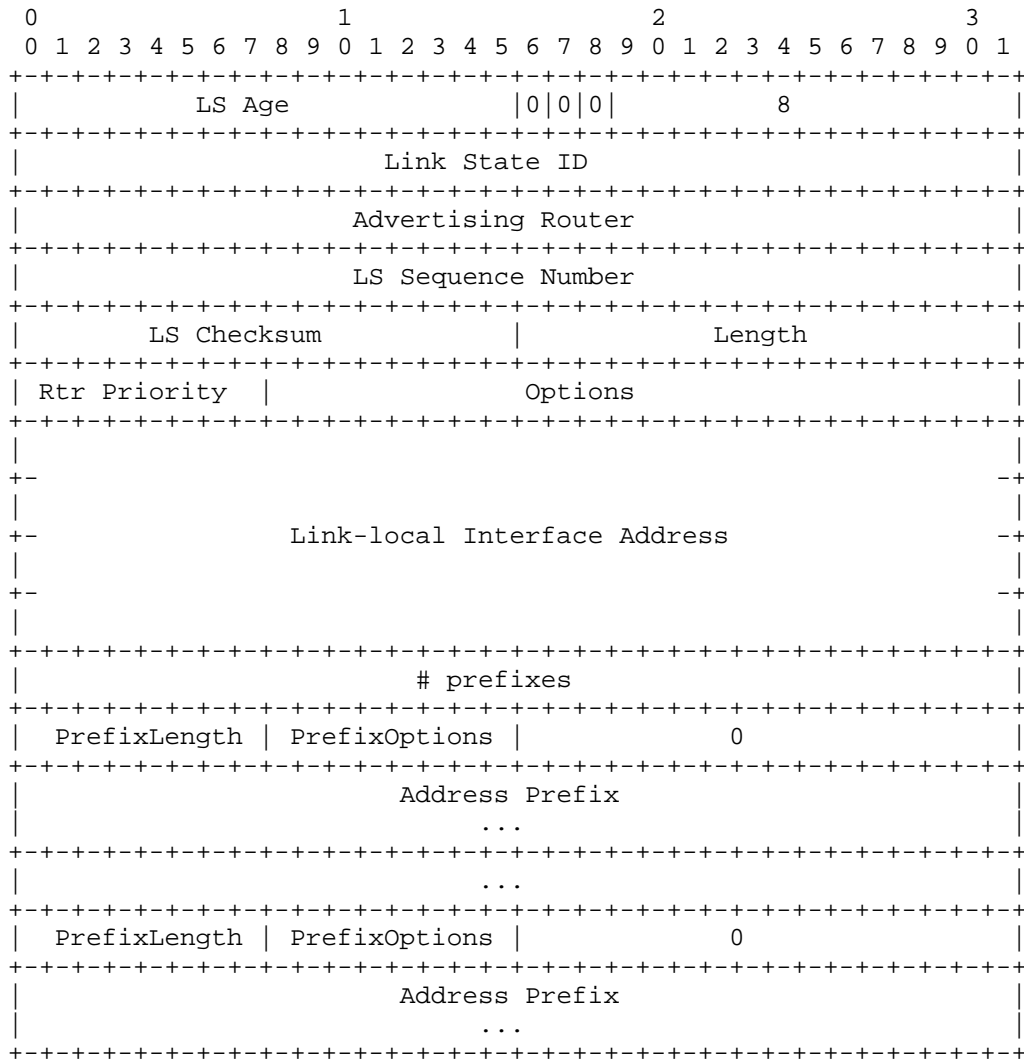 0                   1                   2                   3
 0 1 2 3 4 5 6 7 8 9 0 1 2 3 4 5 6 7 8 9 0 1 2 3 4 5 6 7 8 9 0 1
+-+-+-+-+-+-+-+-+-+-+-+-+-+-+-+-+-+-+-+-+-+-+-+-+-+-+-+-+-+-+-+-+
|           LS Age              |0|0|0|          8              |
+-+-+-+-+-+-+-+-+-+-+-+-+-+-+-+-+-+-+-+-+-+-+-+-+-+-+-+-+-+-+-+-+
|                       Link State ID                           |
+-+-+-+-+-+-+-+-+-+-+-+-+-+-+-+-+-+-+-+-+-+-+-+-+-+-+-+-+-+-+-+-+
|                     Advertising Router                        |
+-+-+-+-+-+-+-+-+-+-+-+-+-+-+-+-+-+-+-+-+-+-+-+-+-+-+-+-+-+-+-+-+
|                     LS Sequence Number                        |
+-+-+-+-+-+-+-+-+-+-+-+-+-+-+-+-+-+-+-+-+-+-+-+-+-+-+-+-+-+-+-+-+
|        LS Checksum            |            Length             |
+-+-+-+-+-+-+-+-+-+-+-+-+-+-+-+-+-+-+-+-+-+-+-+-+-+-+-+-+-+-+-+-+
| Rtr Priority  |                Options                        |
+-+-+-+-+-+-+-+-+-+-+-+-+-+-+-+-+-+-+-+-+-+-+-+-+-+-+-+-+-+-+-+-+
|                                                               |
+-                                                             -+
|                                                               |
+-                Link-local Interface Address                 -+
|                                                               |
+-                                                             -+
|                                                               |
+-+-+-+-+-+-+-+-+-+-+-+-+-+-+-+-+-+-+-+-+-+-+-+-+-+-+-+-+-+-+-+-+
|                         # prefixes                            |
+-+-+-+-+-+-+-+-+-+-+-+-+-+-+-+-+-+-+-+-+-+-+-+-+-+-+-+-+-+-+-+-+
|  PrefixLength | PrefixOptions |             0                 |
+-+-+-+-+-+-+-+-+-+-+-+-+-+-+-+-+-+-+-+-+-+-+-+-+-+-+-+-+-+-+-+-+
|                        Address Prefix                         |
|                             ...                               |
+-+-+-+-+-+-+-+-+-+-+-+-+-+-+-+-+-+-+-+-+-+-+-+-+-+-+-+-+-+-+-+-+
|                             ...                               |
+-+-+-+-+-+-+-+-+-+-+-+-+-+-+-+-+-+-+-+-+-+-+-+-+-+-+-+-+-+-+-+-+
|  PrefixLength | PrefixOptions |             0                 |
+-+-+-+-+-+-+-+-+-+-+-+-+-+-+-+-+-+-+-+-+-+-+-+-+-+-+-+-+-+-+-+-+
|                        Address Prefix                         |
|                             ...                               |
+-+-+-+-+-+-+-+-+-+-+-+-+-+-+-+-+-+-+-+-+-+-+-+-+-+-+-+-+-+-+-+-+